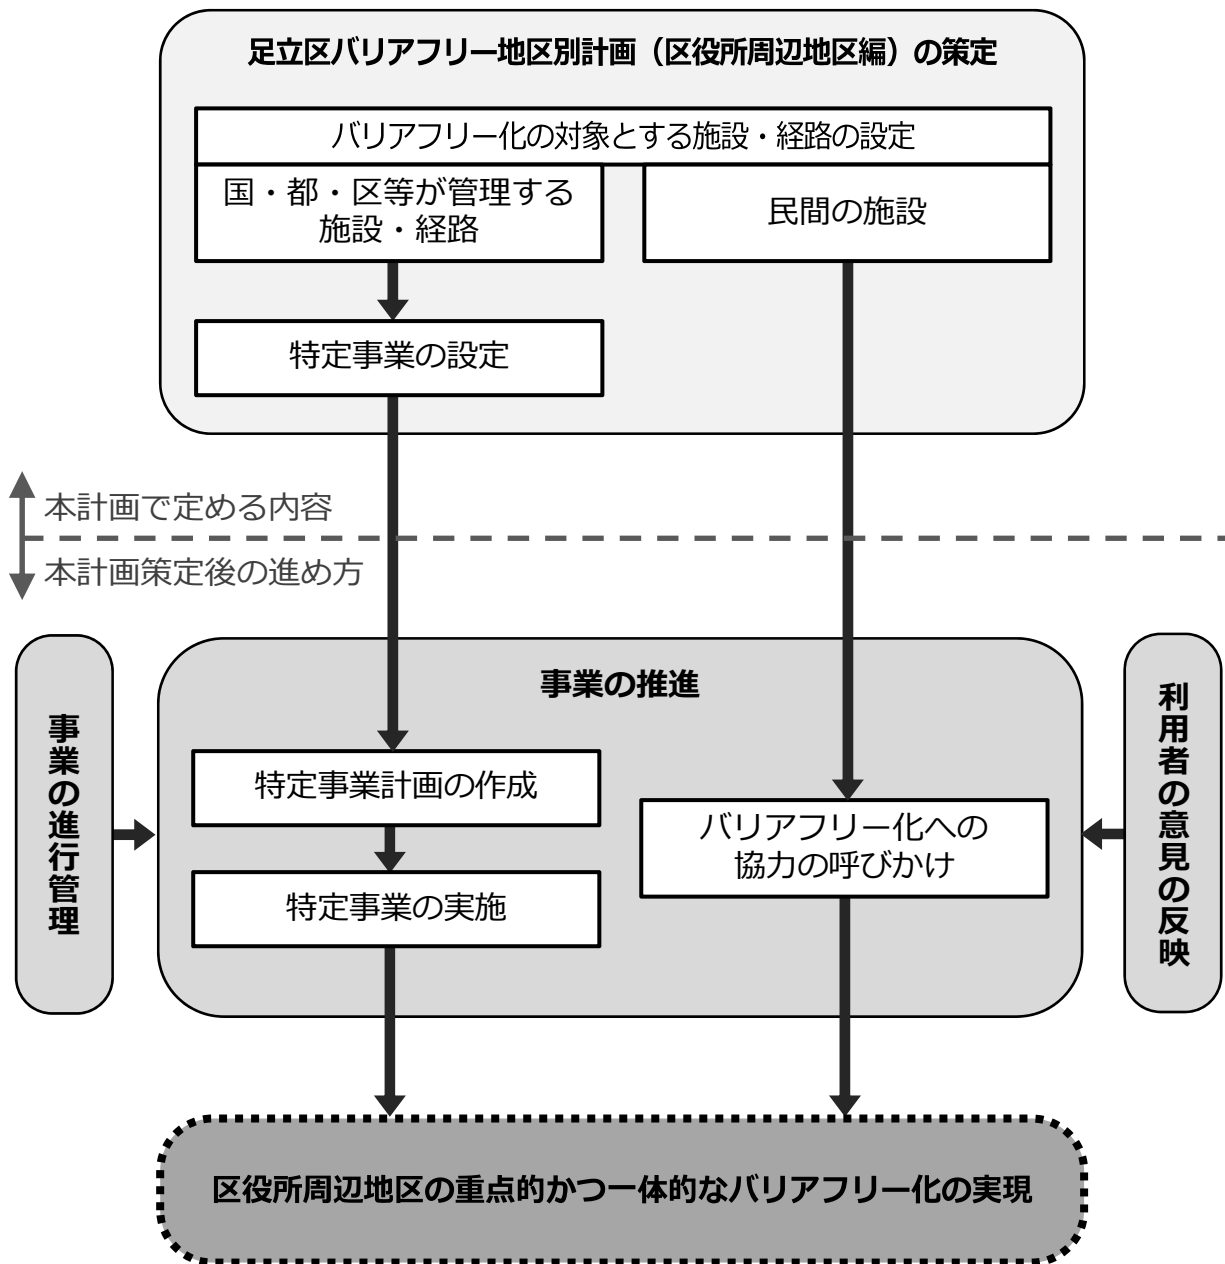 足立区バリアフリー地区別計画（区役所周辺地区編）の策定
バリアフリー化の対象とする施設・経路の設定
国・都・区等が管理する
施設・経路
民間の施設
特定事業の設定
本計画で定める内容
本計画策定後の進め方
事業の進行管理
事業の推進
特定事業計画の作成
特定事業の実施
バリアフリー化への
協力の呼びかけ
利用者の意見の反映
区役所周辺地区の重点的かつ一体的なバリアフリー化の実現